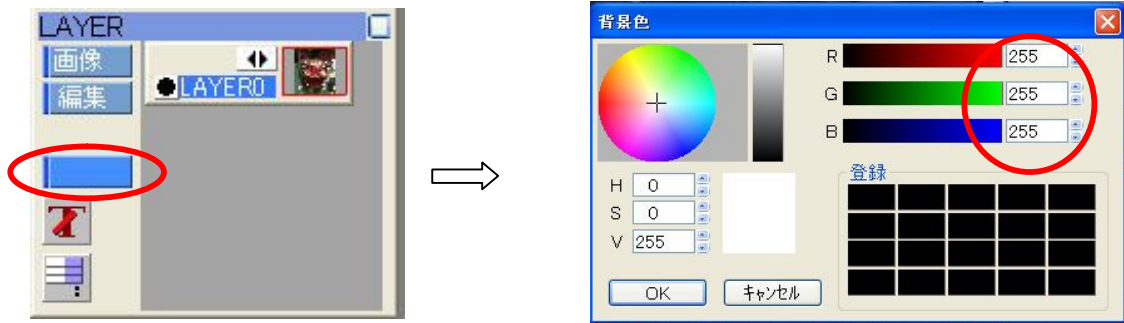 LAYER
画像
編集
LAYER0
背景色
R 255
G 255
B 255
H 0
S 0
V 255
登録
OK キャンセル